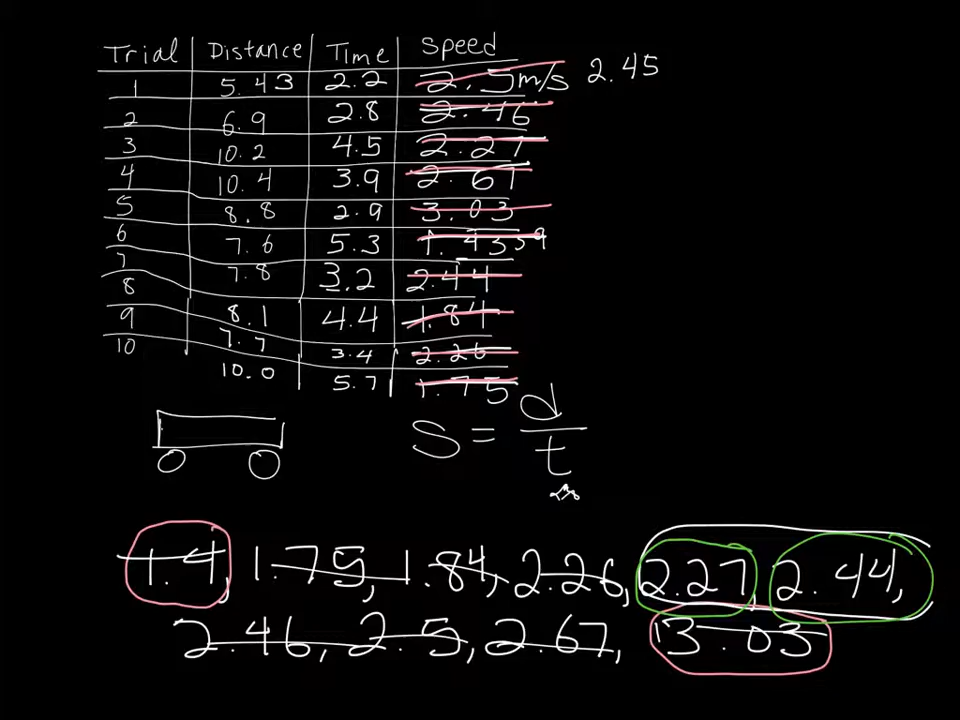 Trial Distance Time Speed
1 5.43 2.2 2.5m/s 2.45
2 6.9 2.8 2.46
3 10.2 4.5 2.27
4 10.4 3.9 2.67
5 8.8 2.9 3.03
6 7.6 5.3 1.4339
7 7.8 3.2 2.44
8 8.1 4.4 1.84
9 7.7 3.4 2.26
10 10.0 5.7 1.75
S = d/t
1.4, 1.75, 1.84, 2.26, 2.27, 2.44,
2.46, 2.5, 2.67, 3.03